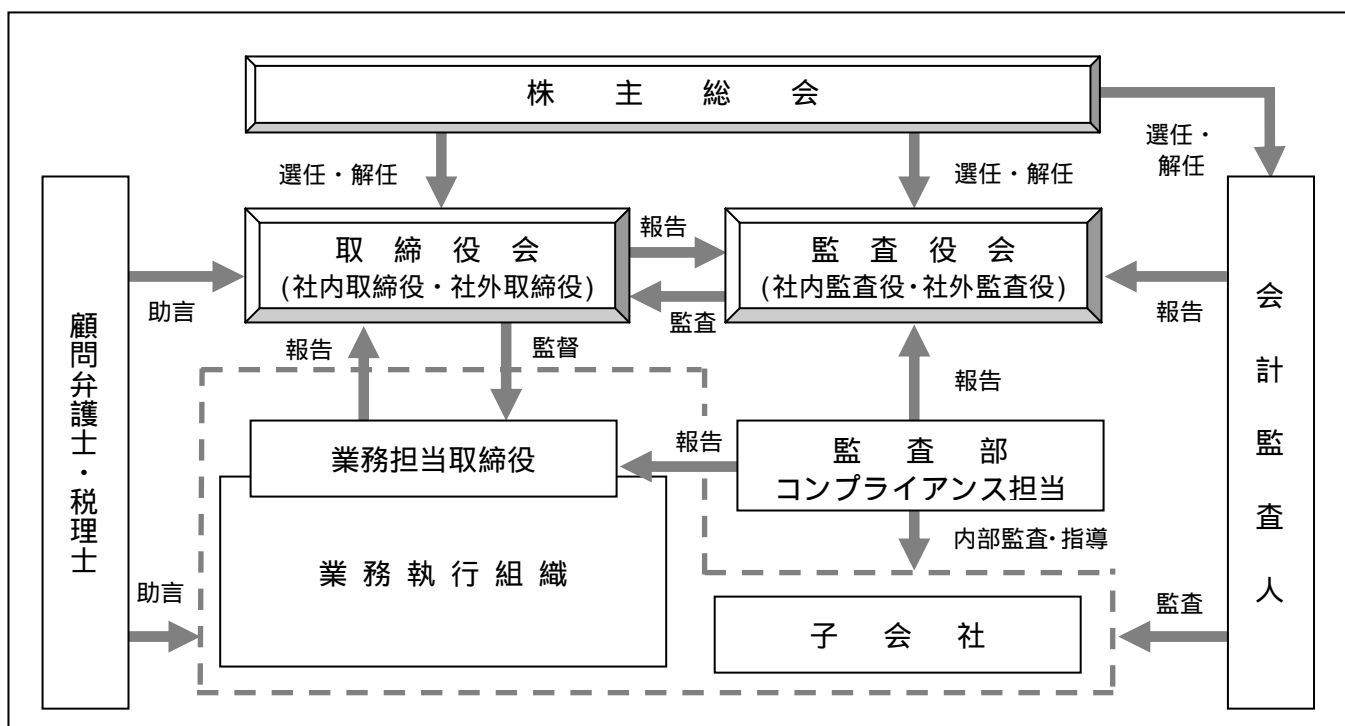 株主総会
選任・
解任
選任・解任
選任・解任
取締役会
(社内取締役・社外取締役)
報告
監査
監査役会
(社内監査役・社外監査役)
助言
報告
顧問弁護士・税理士
会計監査人
報告
監督
報告
業務担当取締役
報告
監査部
コンプライアンス担当
内部監査・指導
業務執行組織
助言
子会社
監査